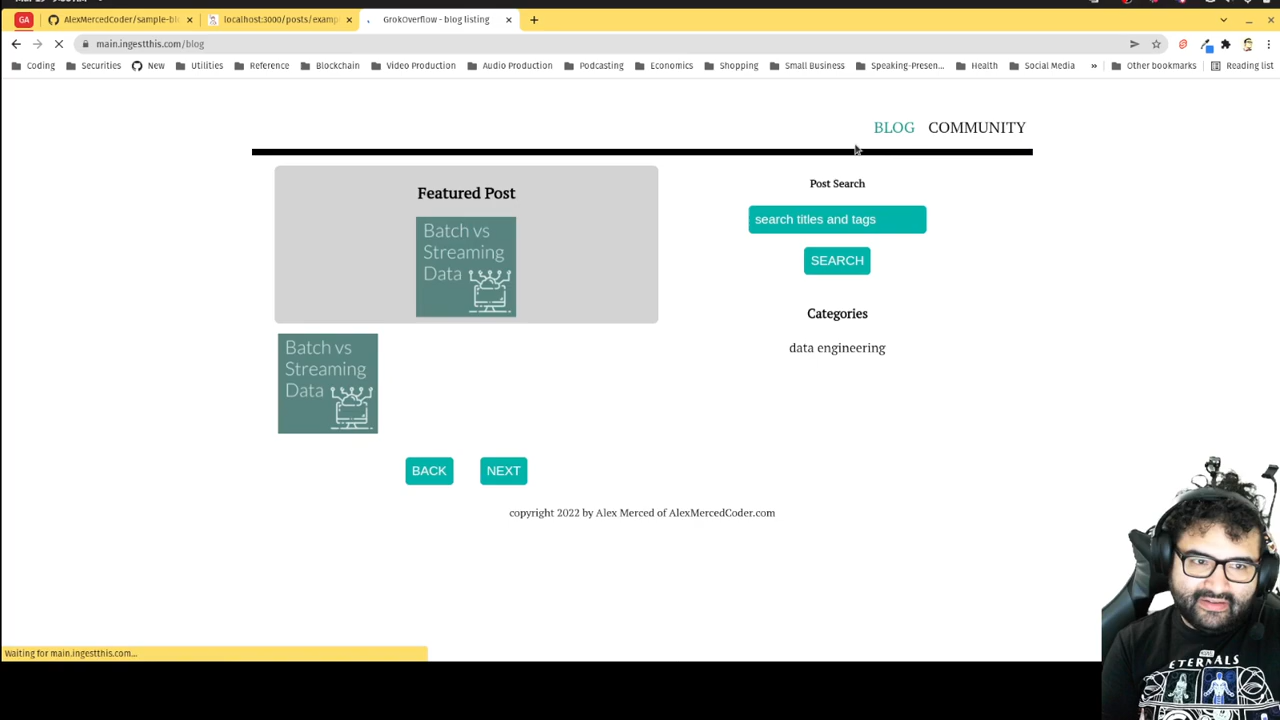 GA
AlexMercedCoder/sample-bl
localhost:3000/posts/examp
GrokOverflow - blog listing
main.ingestthis.com/blog
Coding
Securities
New
Utilities
Reference
Blockchain
Video Production
Audio Production
Podcasting
Economics
Shopping
Small Business
Speaking-Presen...
Health
Social Media
»
Other bookmarks
Reading list
BLOG COMMUNITY
Featured Post
Batch vs
Streaming
Data
Post Search
search titles and tags
SEARCH
Categories
data engineering
Batch vs
Streaming
Data
BACK
NEXT
copyright 2022 by Alex Merced of AlexMercedCoder.com
Waiting for main.ingestthis.com...
ETERNALS